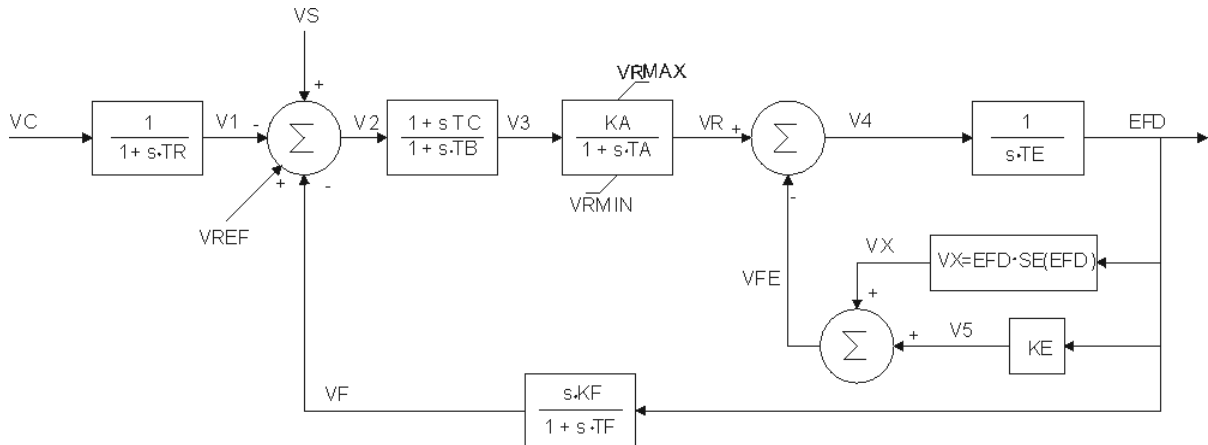 VS
VRMAX
VC
1
1 + s•TR
V1
-
+
Σ
+
-
V2
1 + s TC
1 + s•TB
V3
KA
1 + s•TA
VR
+
Σ
-
V4
1
s•TE
EFD
VRMIN
VREF
VX
VX=EFD•SE(EFD)
VFE
+
Σ
+
V5
KE
VF
s•KF
1 + s•TF